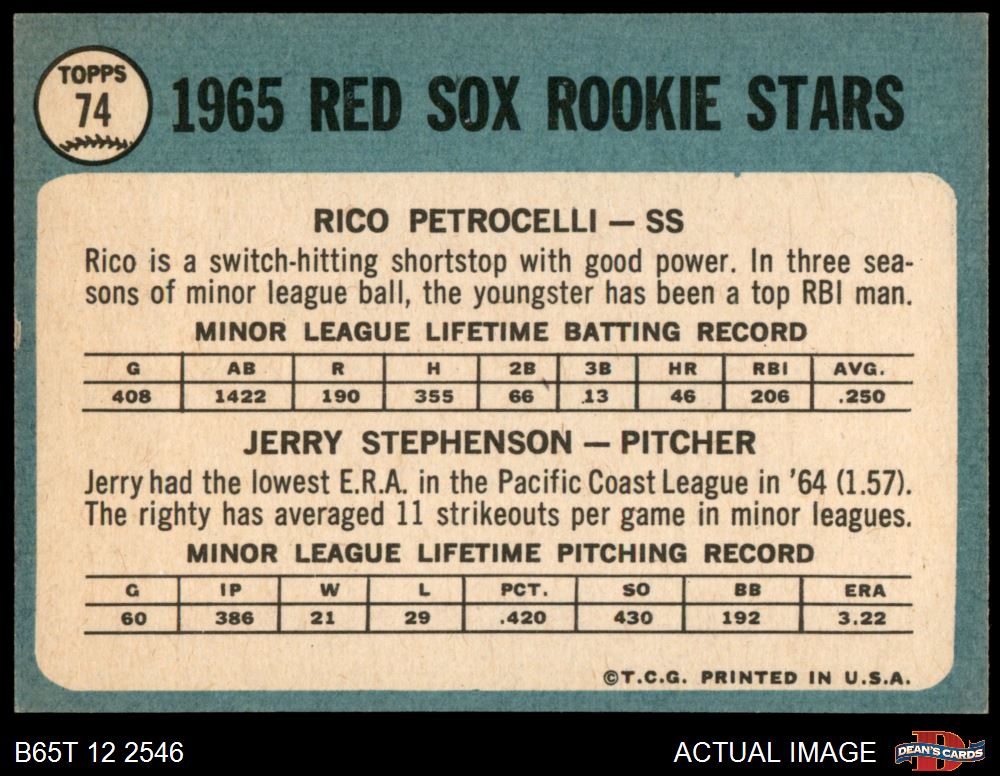 TOPPS
74
1965 RED SOX ROOKIE STARS
RICO PETROCELLI — SS
Rico is a switch-hitting shortstop with good power. In three sea-
sons of minor league ball, the youngster has been a top RBI man.
MINOR LEAGUE LIFETIME BATTING RECORD
G AB R H 2B 3B HR RBI AVG.
408 1422 190 355 66 13 46 206 .250
JERRY STEPHENSON — PITCHER
Jerry had the lowest E.R.A. in the Pacific Coast League in '64 (1.57).
The righty has averaged 11 strikeouts per game in minor leagues.
MINOR LEAGUE LIFETIME PITCHING RECORD
G IP W L PCT. SO BB ERA
60 386 21 29 .420 430 192 3.22
©T.C.G. PRINTED IN U.S.A.
B65T 12 2546 ACTUAL IMAGE DEAN'S CARDS